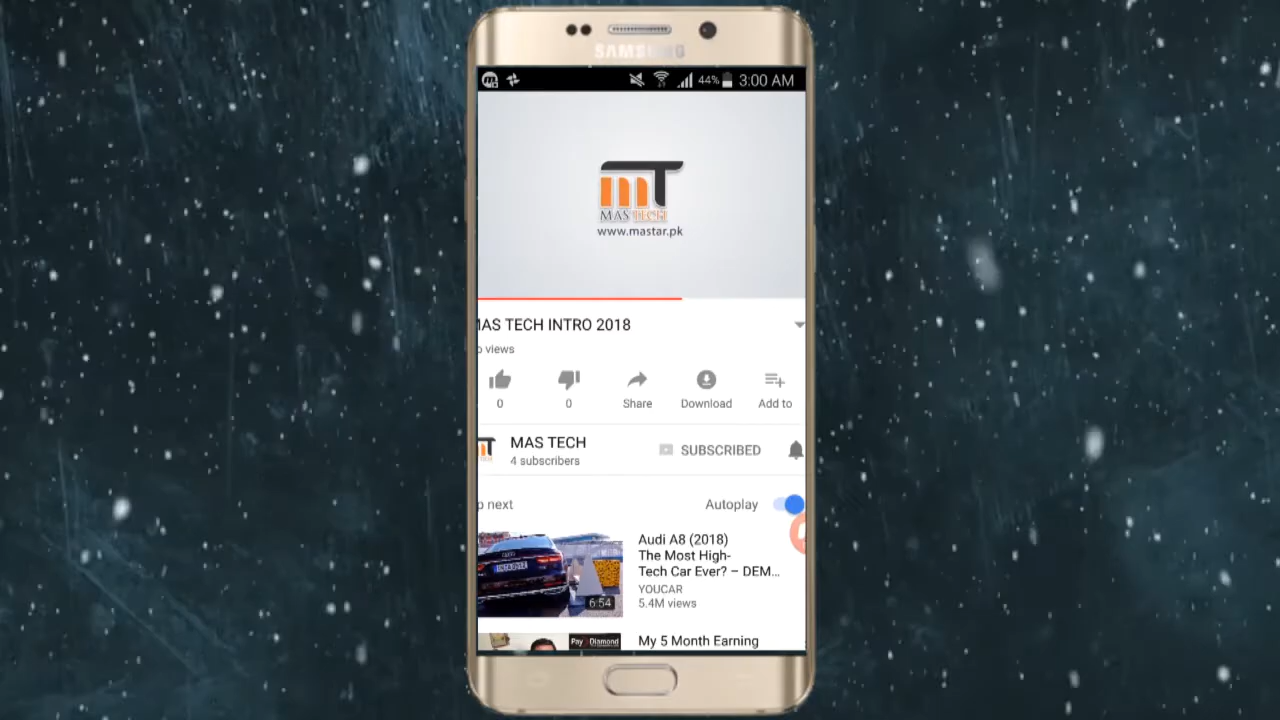 SAMSUNG
44% 3:00 AM
MAS TECH
www.mastar.pk
MAS TECH INTRO 2018
views
0
0
Share
Download
Add to
MAS TECH
SUBSCRIBED
4 subscribers
p next
Autoplay
Audi A8 (2018)
The Most High-
Tech Car Ever? – DEM...
YOUCAR
5.4M views
6:54
Pay Diamond
My 5 Month Earning